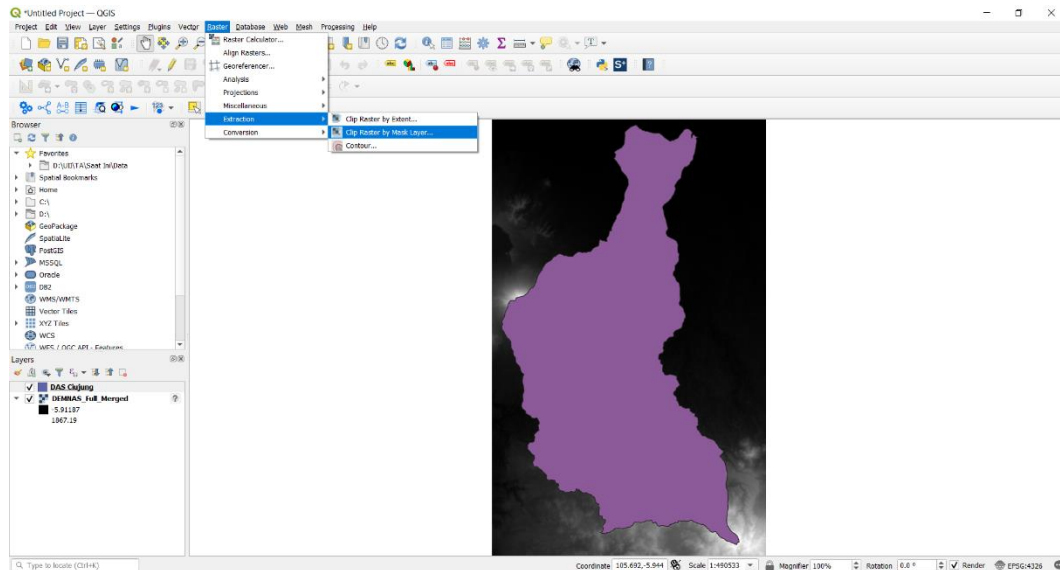 *Untitled Project — QGIS
Project Edit View Layer Settings Plugins Vector Raster Database Web Mesh Processing Help
Raster Calculator...
Align Rasters...
Georeferencer...
Analysis
Projections
Miscellaneous
Extraction
Conversion
Clip Raster by Extent...
Clip Raster by Mask Layer...
Contour...
Browser
Favorites
D:\UI\TA\Saat Ini\Data
Spatial Bookmarks
Home
C:\
D:\
GeoPackage
SpatiaLite
PostGIS
MSSQL
Oracle
DB2
WMS/WMTS
Vector Tiles
XYZ Tiles
WCS
WFS / OGC API - Features
Layers
DAS Ciujung
DEMNAS_Full_Merged
-5.91187
1867.19
Type to locate (Ctrl+K)
Coordinate 105.692,-5.944 Scale 1:490533 Magnifier 100% Rotation 0.0 ° Render EPSG:4326